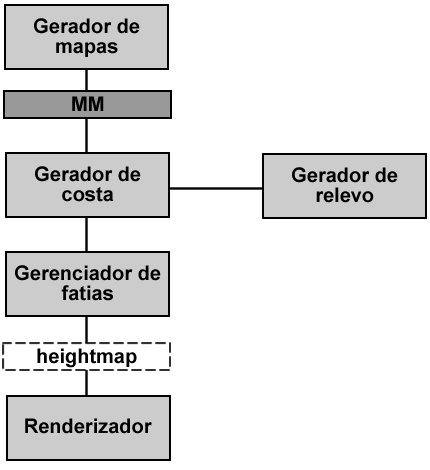 Gerador de
mapas
MM
Gerador de
costa
Gerador de
relevo
Gerenciador de
fatias
heightmap
Renderizador